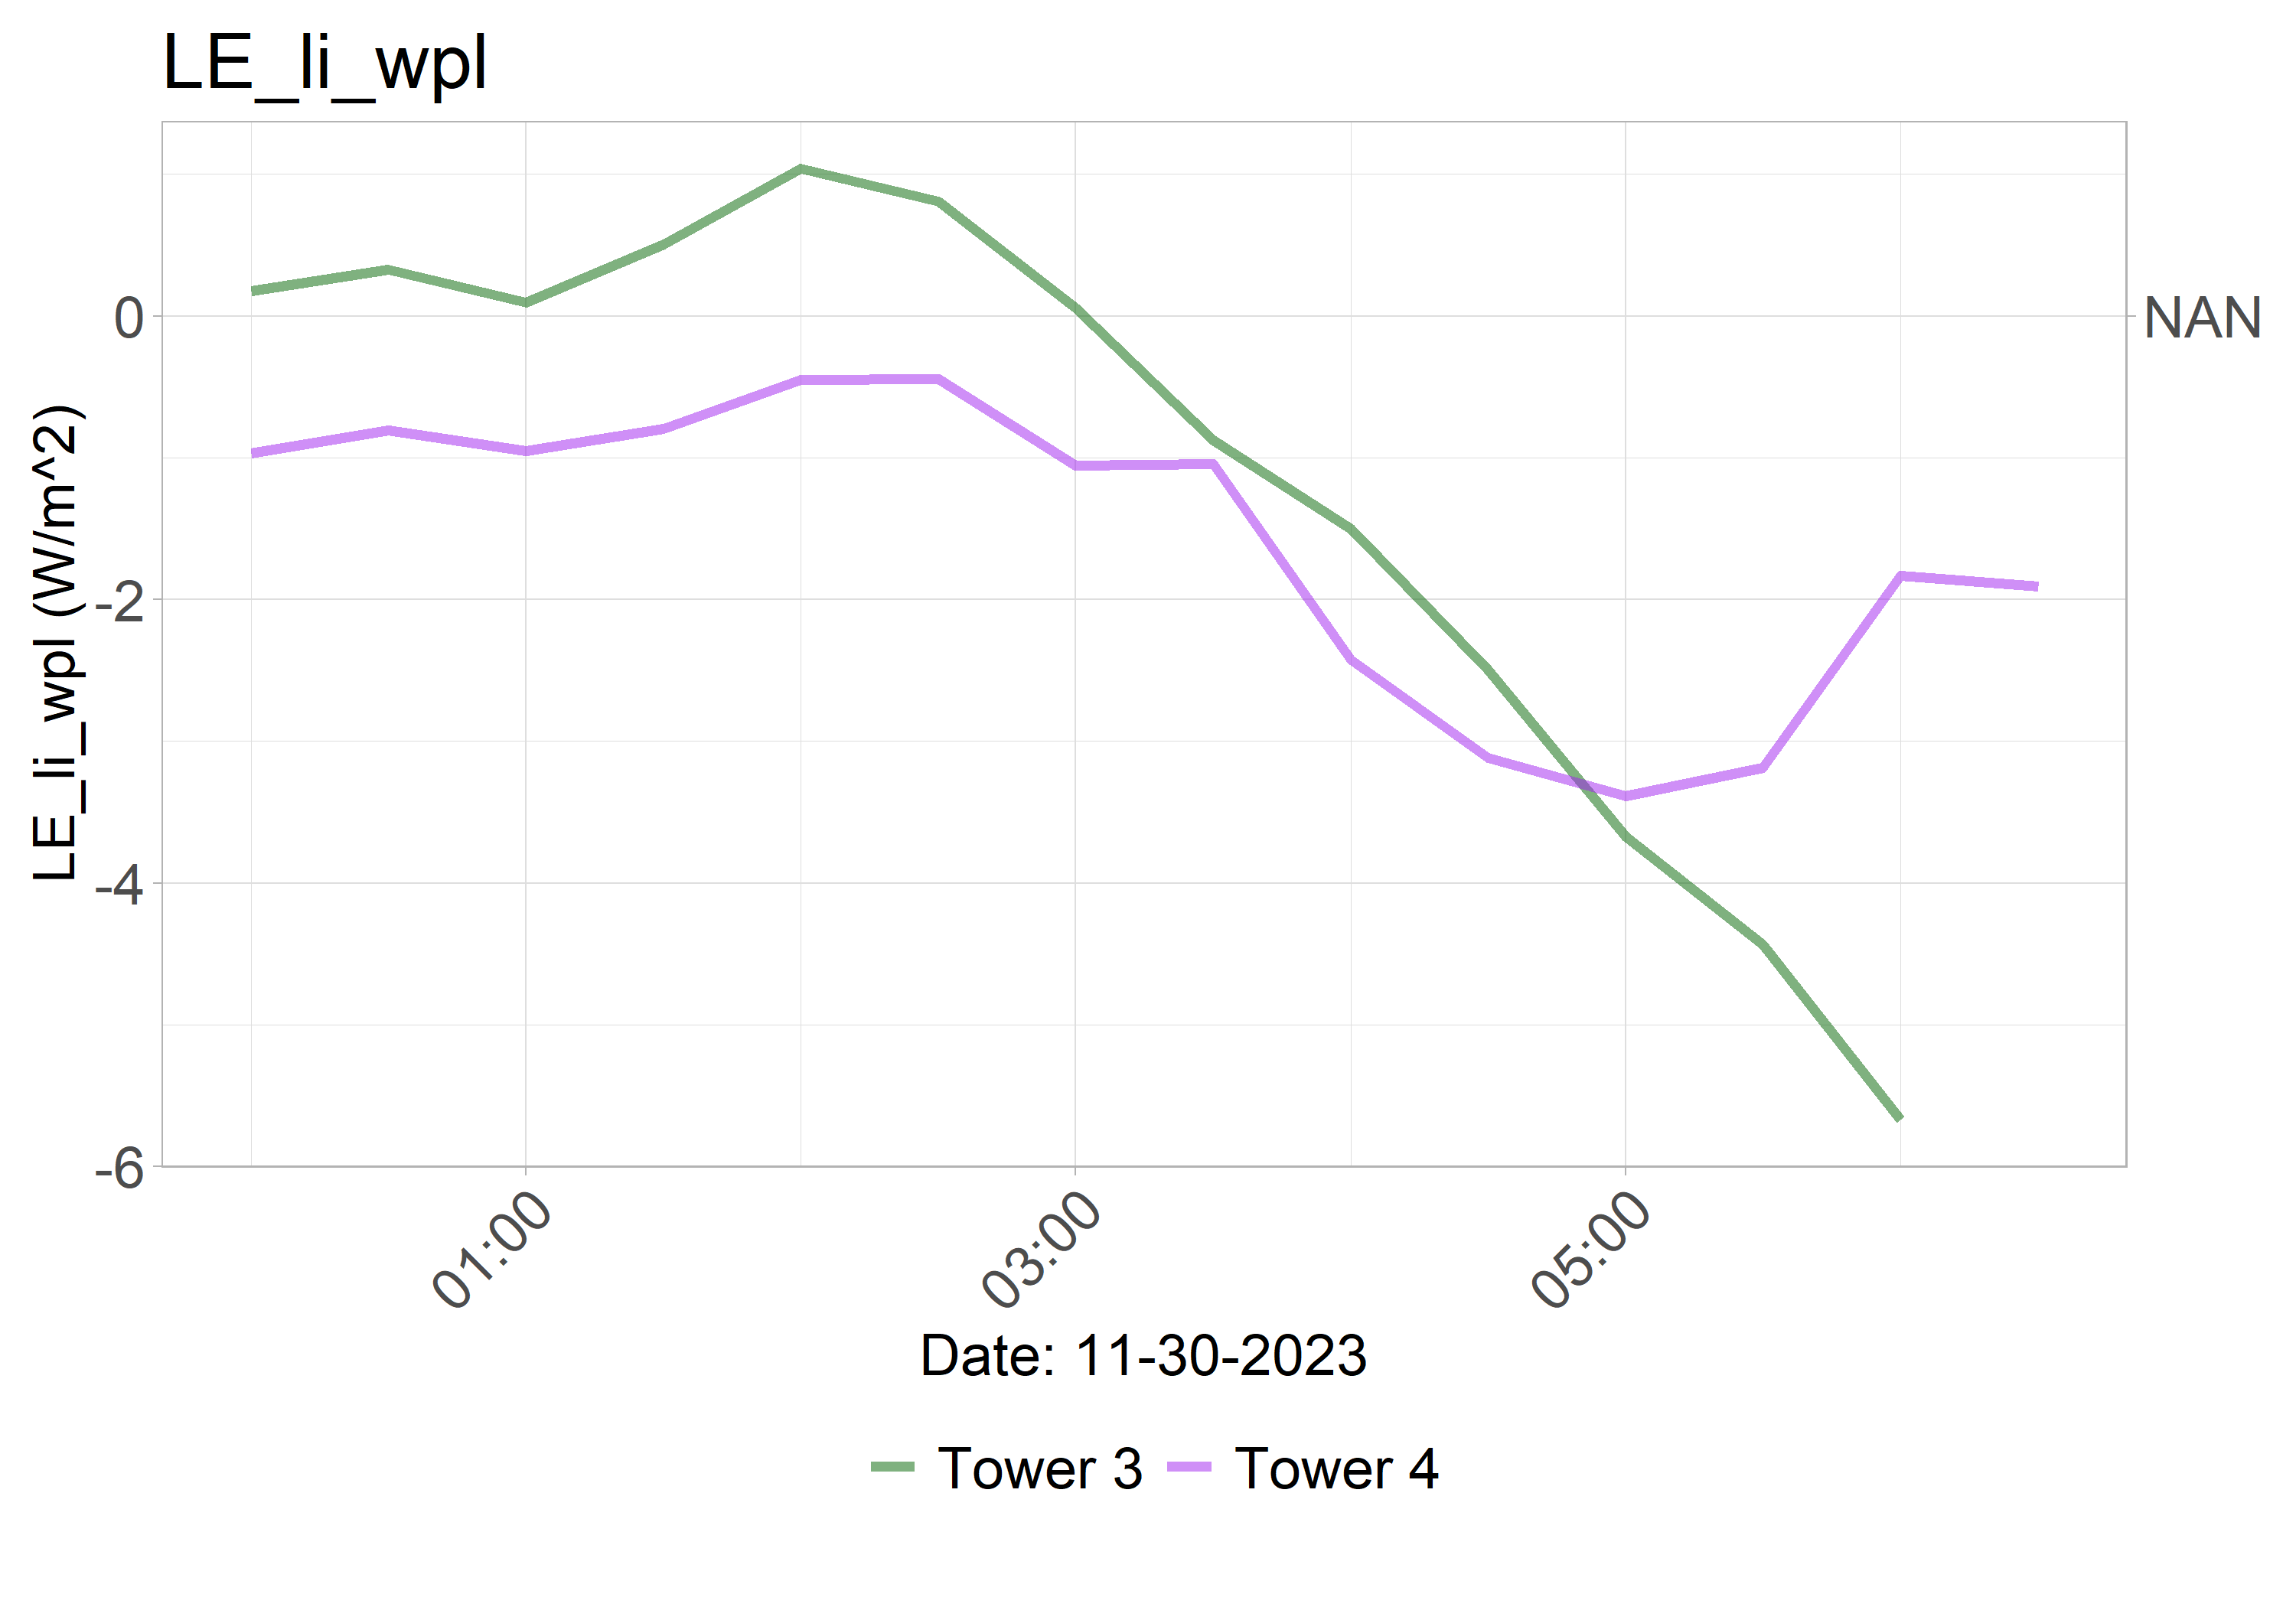 LE_li_wpl
LE_li_wpl (W/m^2)
0
-2
-4
-6
NAN
01:00
03:00
05:00
Date: 11-30-2023
Tower 3
Tower 4